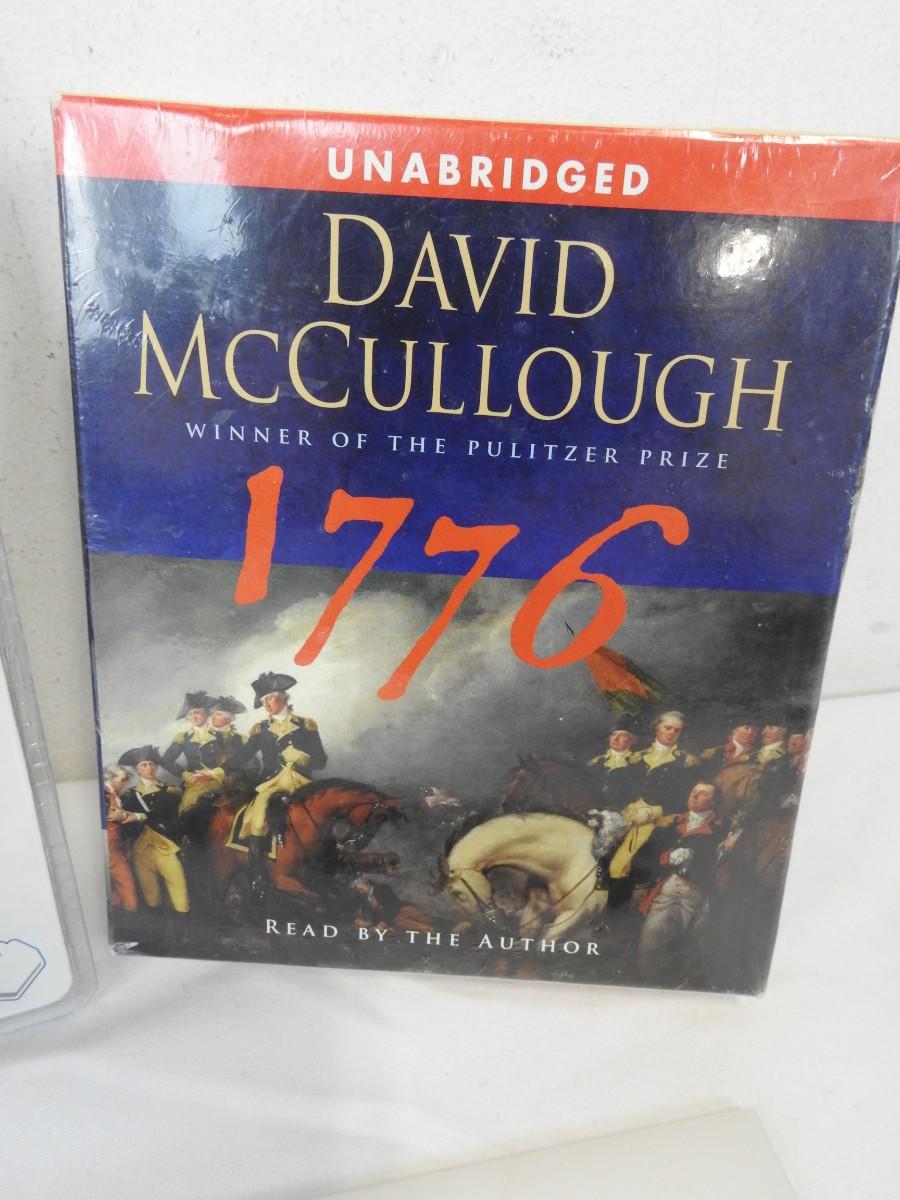 UNABRIDGED
DAVID
MCCULLOUGH
WINNER OF THE PULITZER PRIZE
1776
READ BY THE AUTHOR